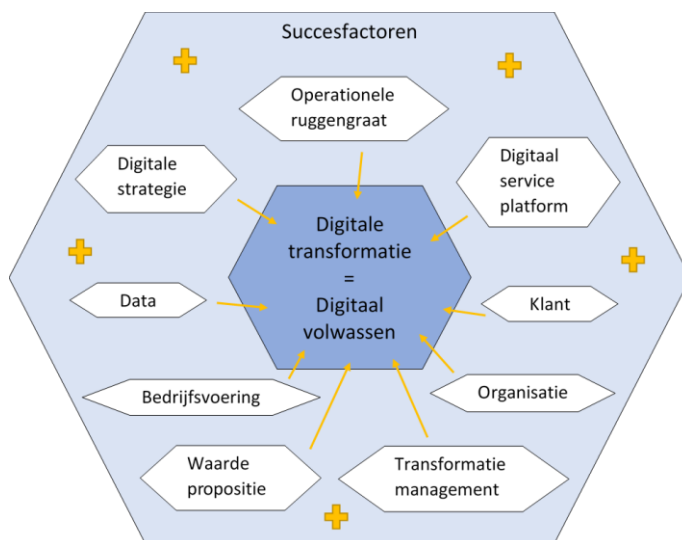 Succesfactoren
Operationele
ruggengraat
Digitale
strategie
Digitaal
service
platform
Digitale
transformatie
=
Digitaal
volwassen
Data
Klant
Bedrijfsvoering
Organisatie
Waarde
propositie
Transformatie
management